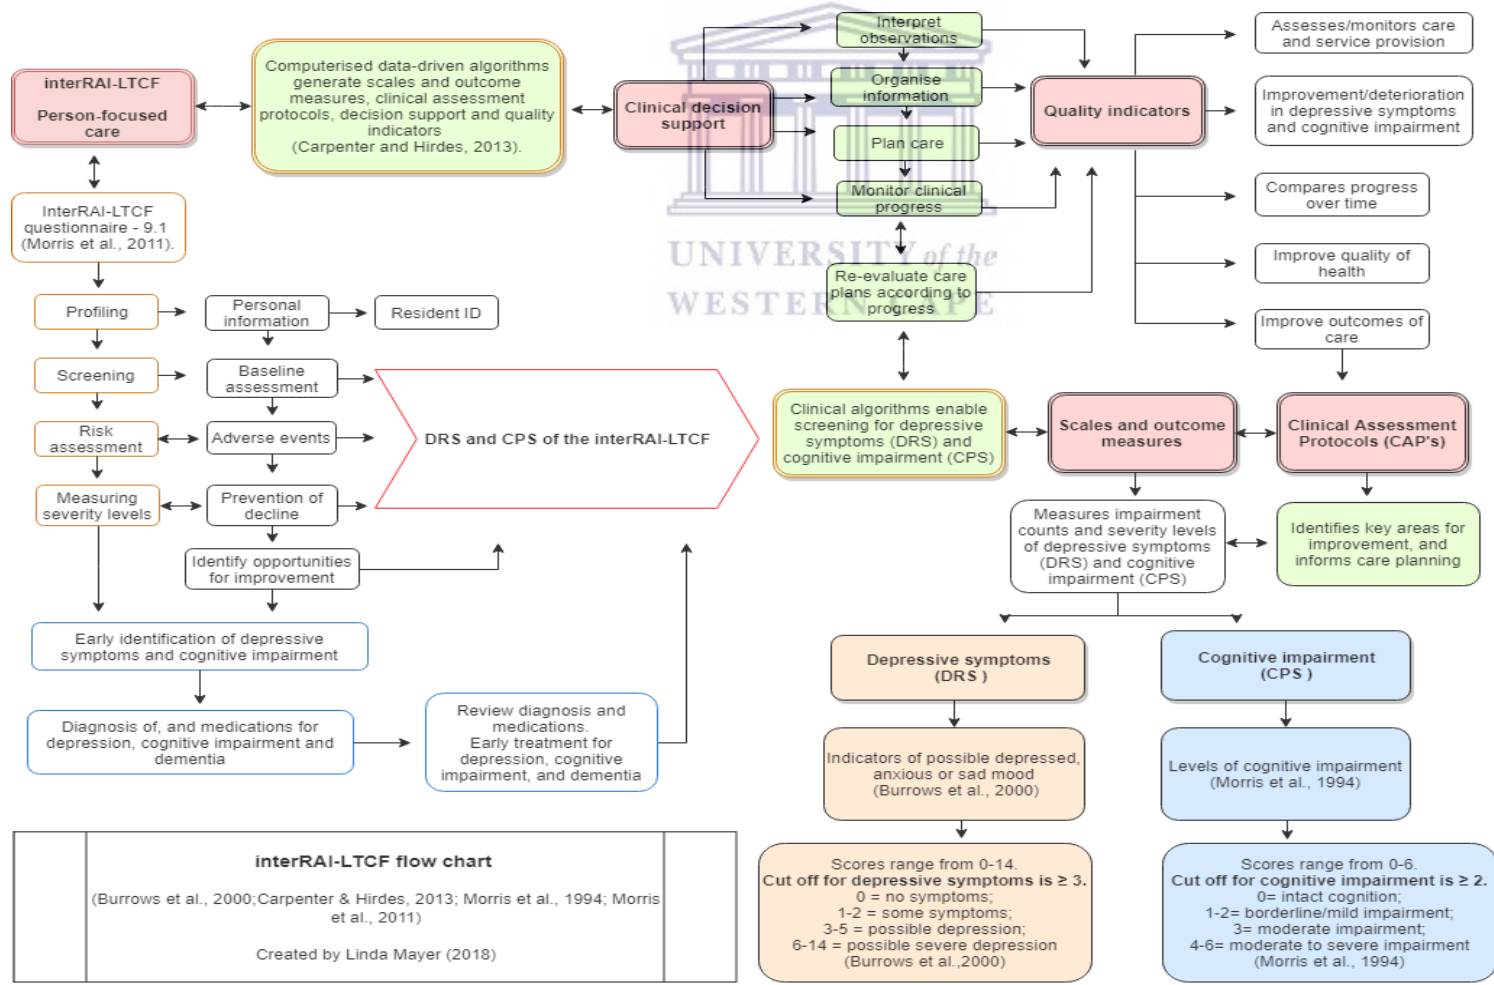 interRAI-LTCF
Person-focused
care
Computerised data-driven algorithms
generate scales and outcome
measures, clinical assessment
protocols, decision support and quality
indicators
(Carpenter and Hirdes, 2013).
Clinical decision
support
Interpret
observations
Organise
information
Plan care
Monitor clinical
progress
Re-evaluate care
plans according to
progress
Quality indicators
Assesses/monitors care
and service provision
Improvement/deterioration
in depressive symptoms
and cognitive impairment
Compares progress
over time
Improve quality of
health
Improve outcomes of
care
UNIVERSITY of the
WESTERN CAPE
InterRAI-LTCF
questionnaire - 9.1
(Morris et al., 2011).
Profiling
Personal
information
Resident ID
Screening
Baseline
assessment
Risk
assessment
Adverse events
Measuring
severity levels
Prevention of
decline
Identify opportunities
for improvement
DRS and CPS of the interRAI-LTCF
Clinical algorithms enable
screening for depressive
symptoms (DRS) and
cognitive impairment (CPS)
Scales and outcome
measures
Clinical Assessment
Protocols (CAP's)
Measures impairment
counts and severity levels
of depressive symptoms
(DRS) and cognitive
impairment (CPS)
Identifies key areas for
improvement, and
informs care planning
Early identification of depressive
symptoms and cognitive impairment
Diagnosis of, and medications for
depression, cognitive impairment and
dementia
Review diagnosis and
medications.
Early treatment for
depression, cognitive
impairment, and dementia
Depressive symptoms
(DRS )
Cognitive impairment
(CPS )
Indicators of possible depressed,
anxious or sad mood
(Burrows et al., 2000)
Levels of cognitive impairment
(Morris et al., 1994)
Scores range from 0-14.
Cut off for depressive symptoms is ≥ 3.
0 = no symptoms;
1-2 = some symptoms;
3-5 = possible depression;
6-14 = possible severe depression
(Burrows et al.,2000)
Scores range from 0-6.
Cut off for cognitive impairment is ≥ 2.
0= intact cognition;
1-2= borderline/mild impairment;
3= moderate impairment;
4-6= moderate to severe impairment
(Morris et al., 1994)
interRAI-LTCF flow chart
(Burrows et al., 2000;Carpenter & Hirdes, 2013; Morris et al., 1994; Morris
et al., 2011)
Created by Linda Mayer (2018)